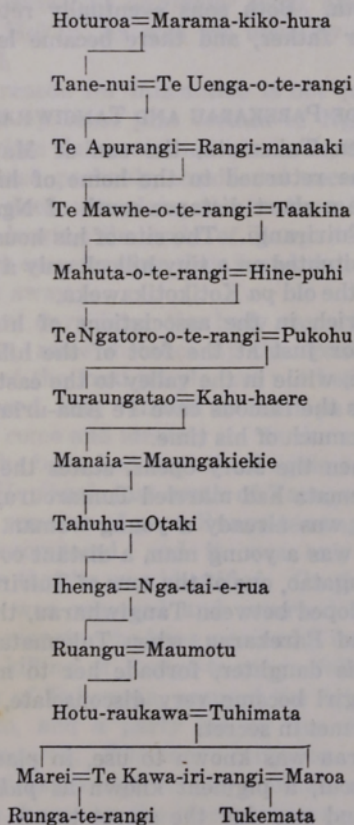 Hoturoa=Marama-kiko-hura
Tane-nui=Te Uenga-o-te-rangi
Te Apurangi=Rangi-manaaki
Te Mawhe-o-te-rangi=Taakina
Mahuta-o-te-rangi=Hine-puhi
Te Ngatoro-o-te-rangi=Pukohu
Turaungatao=Kahu-haere
Manaia=Maungakiekie
Tahuhu=Otaki
Ihenga=Nga-tai-e-rua
Ruangu=Maumotu
Hotu-raukawa=Tuhimata
Marei=Te Kawa-iri-rangi=Maroa
Runga-te-rangi Tukemata